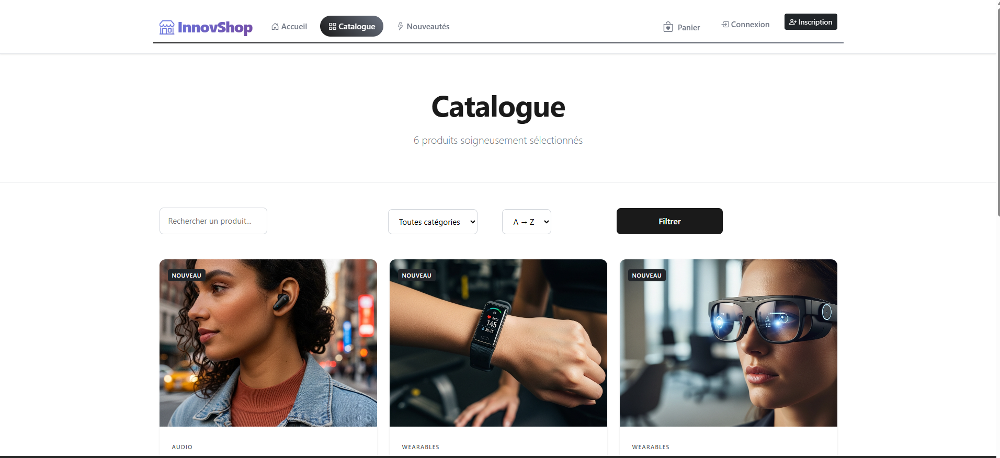 InnovShop
Accueil
Catalogue
Nouveautés
Panier
Connexion
Inscription
Catalogue
6 produits soigneusement sélectionnés
Rechercher un produit...
Toutes catégories
A → Z
Filtrer
NOUVEAU
NOUVEAU
NOUVEAU
bpm
145
30:15
AUDIO
WEARABLES
WEARABLES